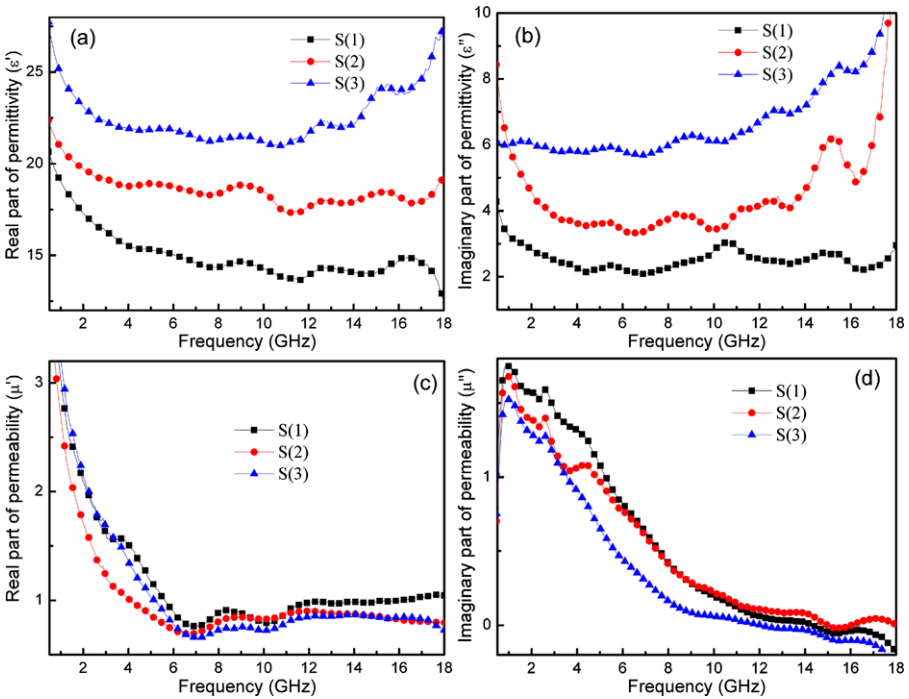 (a)
S(1)
S(2)
S(3)
Real part of permittivity (ε')
25
20
15
2 4 6 8 10 12 14 16 18
Frequency (GHz)
(b)
S(1)
S(2)
S(3)
Imaginary part of permittivity (ε'')
10
8
6
4
2
2 4 6 8 10 12 14 16 18
Frequency (GHz)
(c)
S(1)
S(2)
S(3)
Real part of permeability (μ')
3
2
1
2 4 6 8 10 12 14 16 18
Frequency (GHz)
(d)
S(1)
S(2)
S(3)
Imaginary part of permeability (μ'')
1
0
2 4 6 8 10 12 14 16 18
Frequency (GHz)